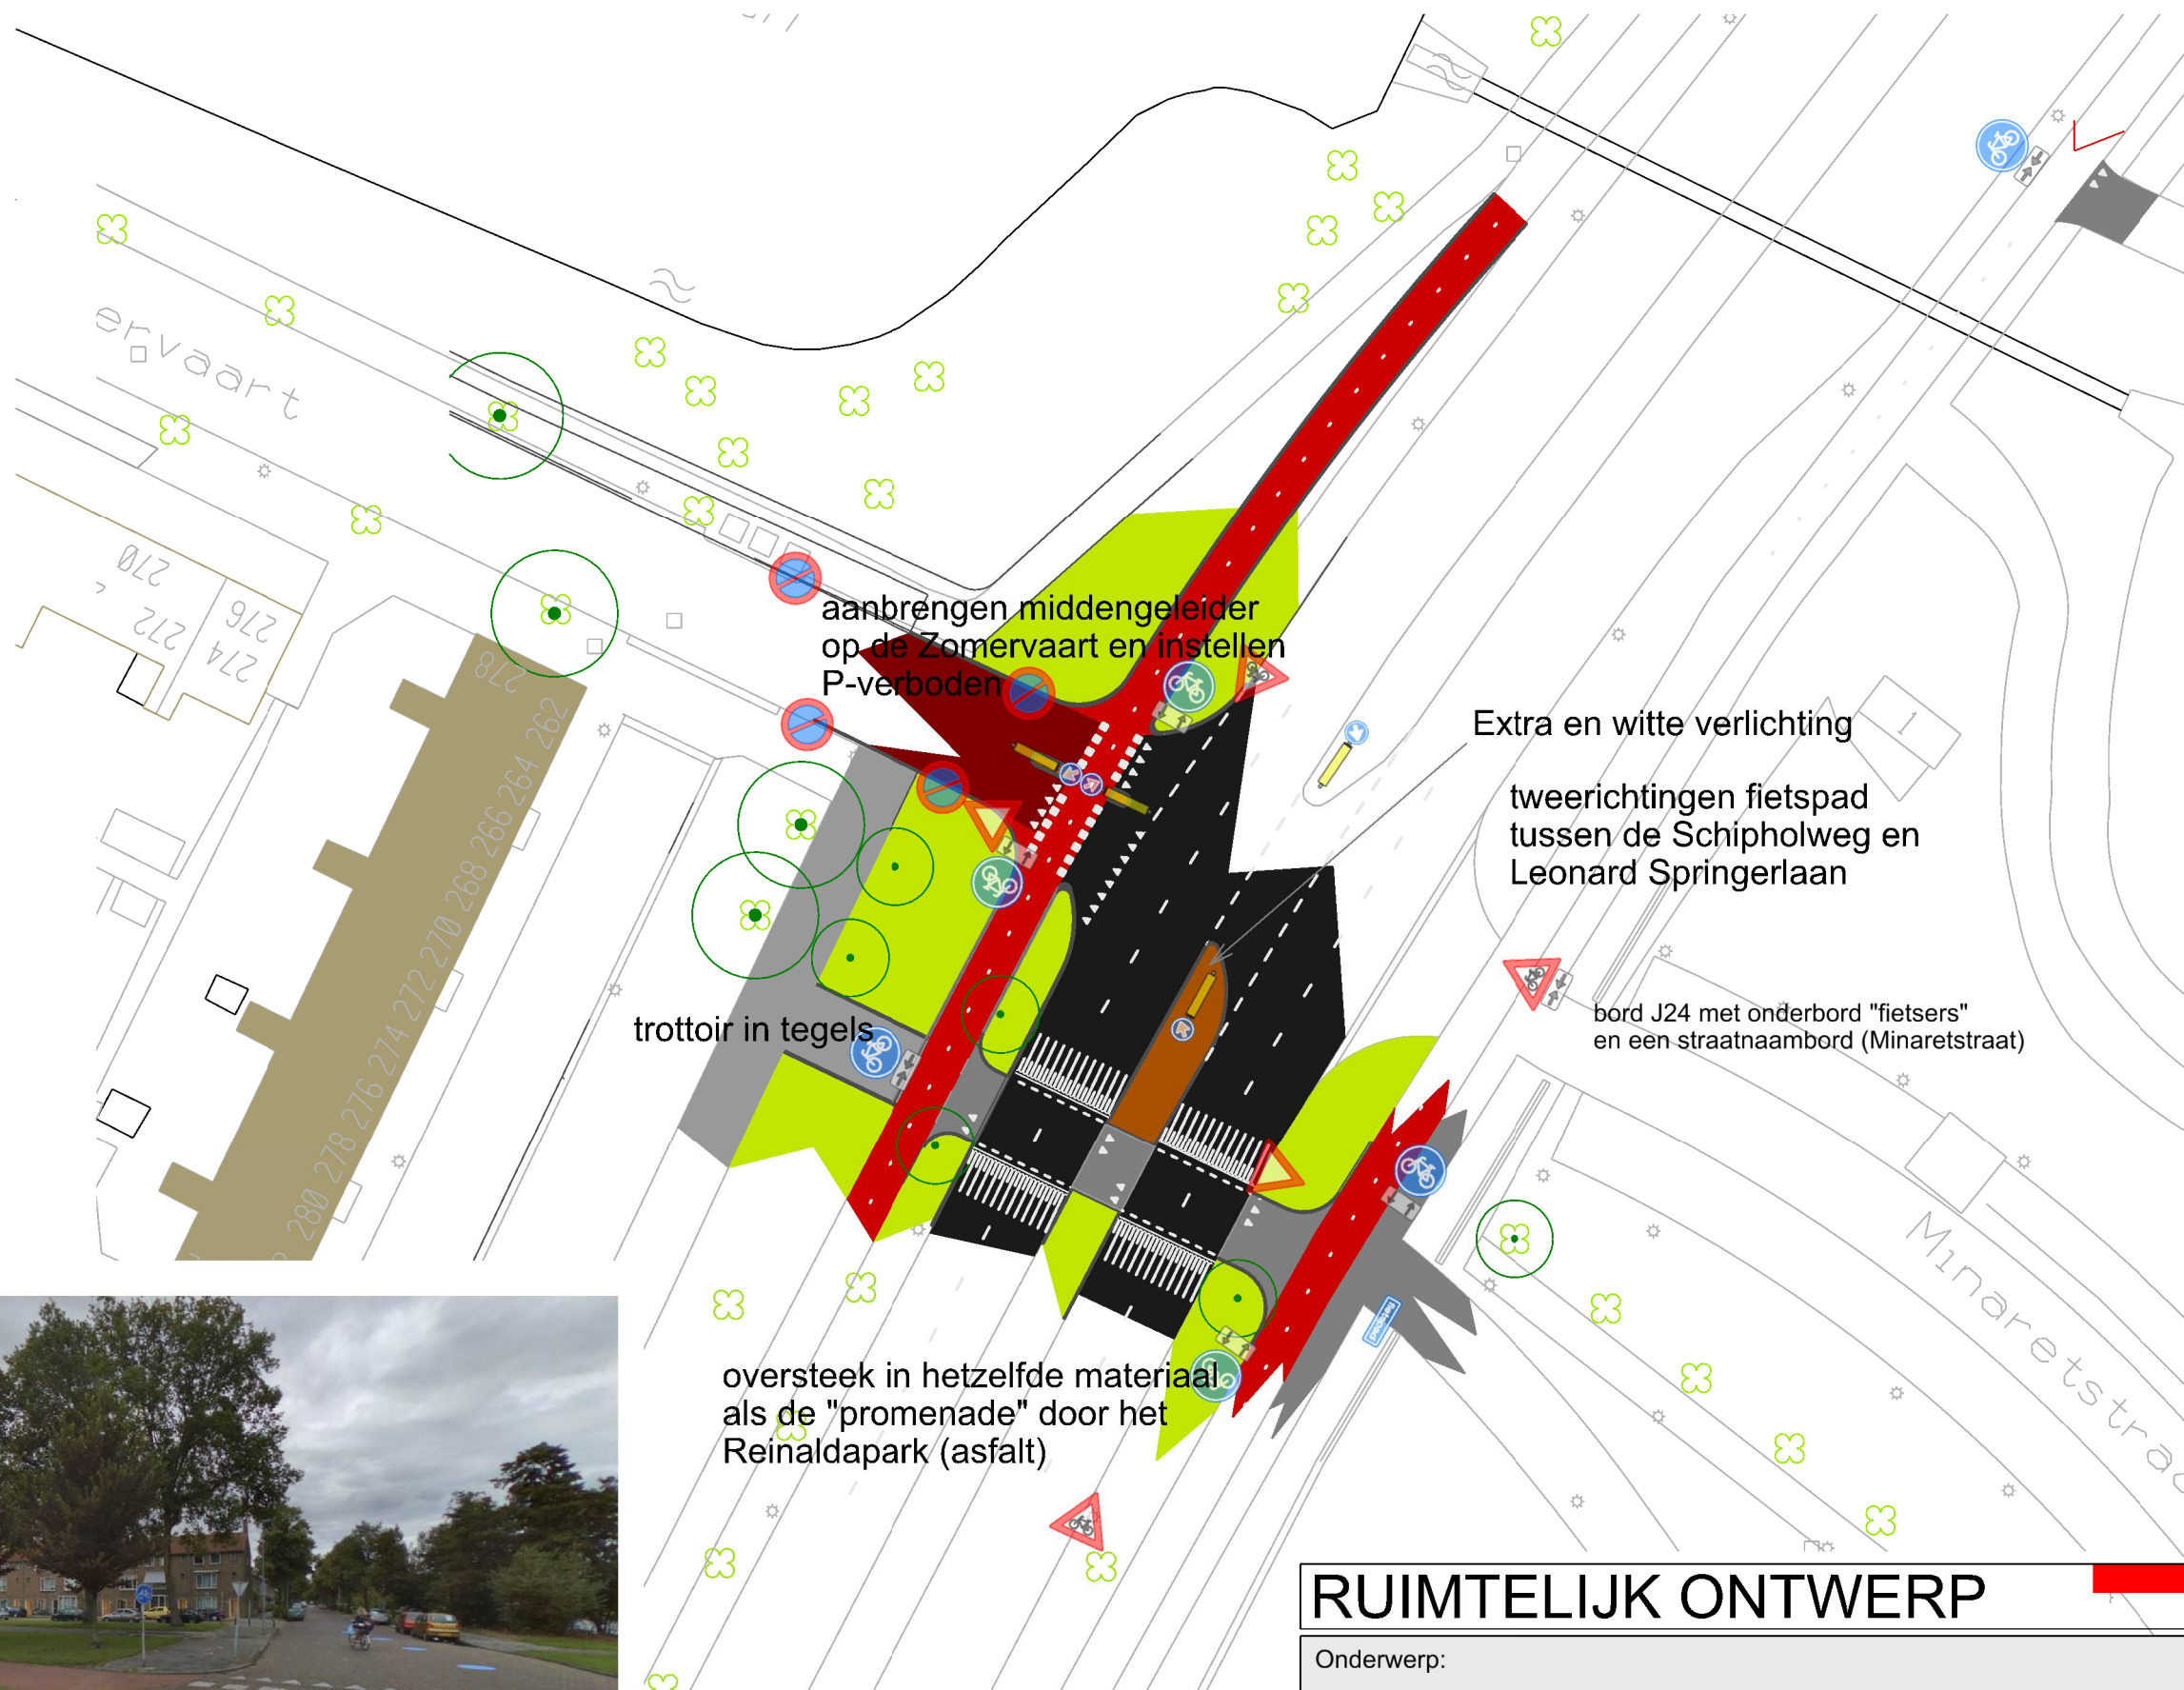 ervaart
270
272
276
274
278
262
264
266
268
270
272
274
276
278
280
aanbrengen middengeleider
op de Zomervaart en instellen
P-verboden
Extra en witte verlichting
1
tweerichtingen fietspad
tussen de Schipholweg en
Leonard Springerlaan
bord J24 met onderbord "fietsers"
en een straatnaambord (Minaretstraat)
trottoir in tegels
fietspad
Minaretstraa
oversteek in hetzelfde materiaal
als de "promenade" door het
Reinaldapark (asfalt)
RUIMTELIJK ONTWERP
Onderwerp: